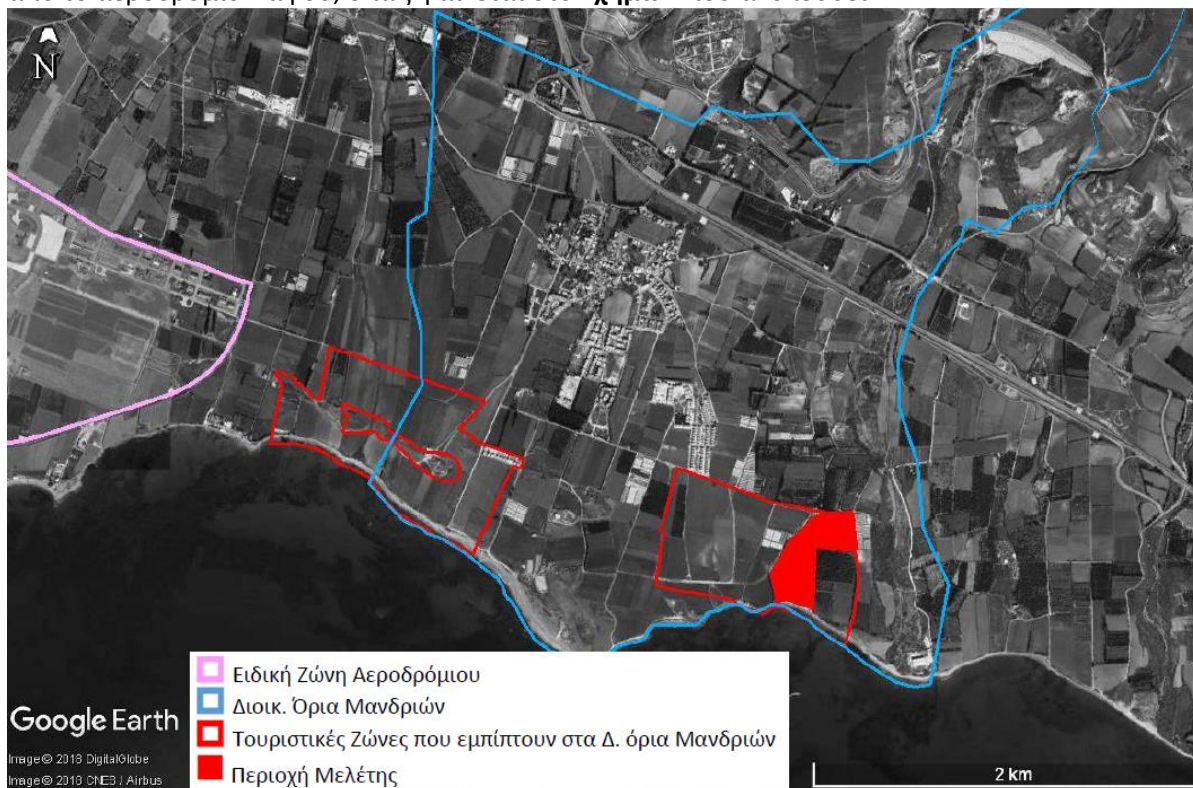 N
Ειδική Ζώνη Αεροδρόμιου
Διοικ. Όρια Μανδριών
Τουριστικές Ζώνες που εμπίπτουν στα Δ. όρια Μανδριών
Περιοχή Μελέτης
Google Earth
Image © 2018 DigitalGlobe
Image © 2018 CNES / Airbus
2 km